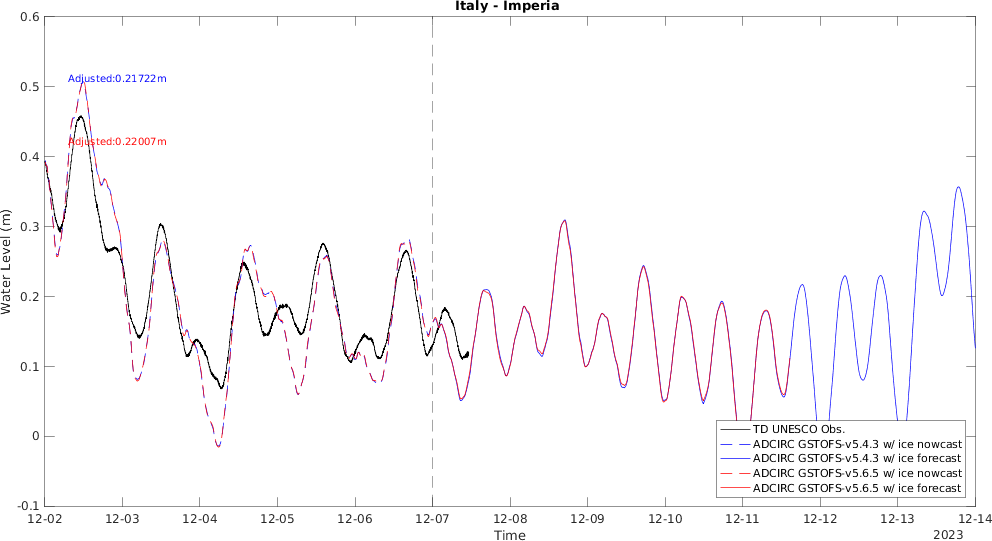 Italy - Imperia
0.6
0.5
0.4
0.3
0.2
0.1
0
-0.1
Water Level (m)
Adjusted:0.21722m
Adjusted:0.22007m
TD UNESCO Obs.
ADCIRC GSTOFS-v5.4.3 w/ ice nowcast
ADCIRC GSTOFS-v5.4.3 w/ ice forecast
ADCIRC GSTOFS-v5.6.5 w/ ice nowcast
ADCIRC GSTOFS-v5.6.5 w/ ice forecast
12-02 12-03 12-04 12-05 12-06 12-07 12-08 12-09 12-10 12-11 12-12 12-13 12-14
Time
2023